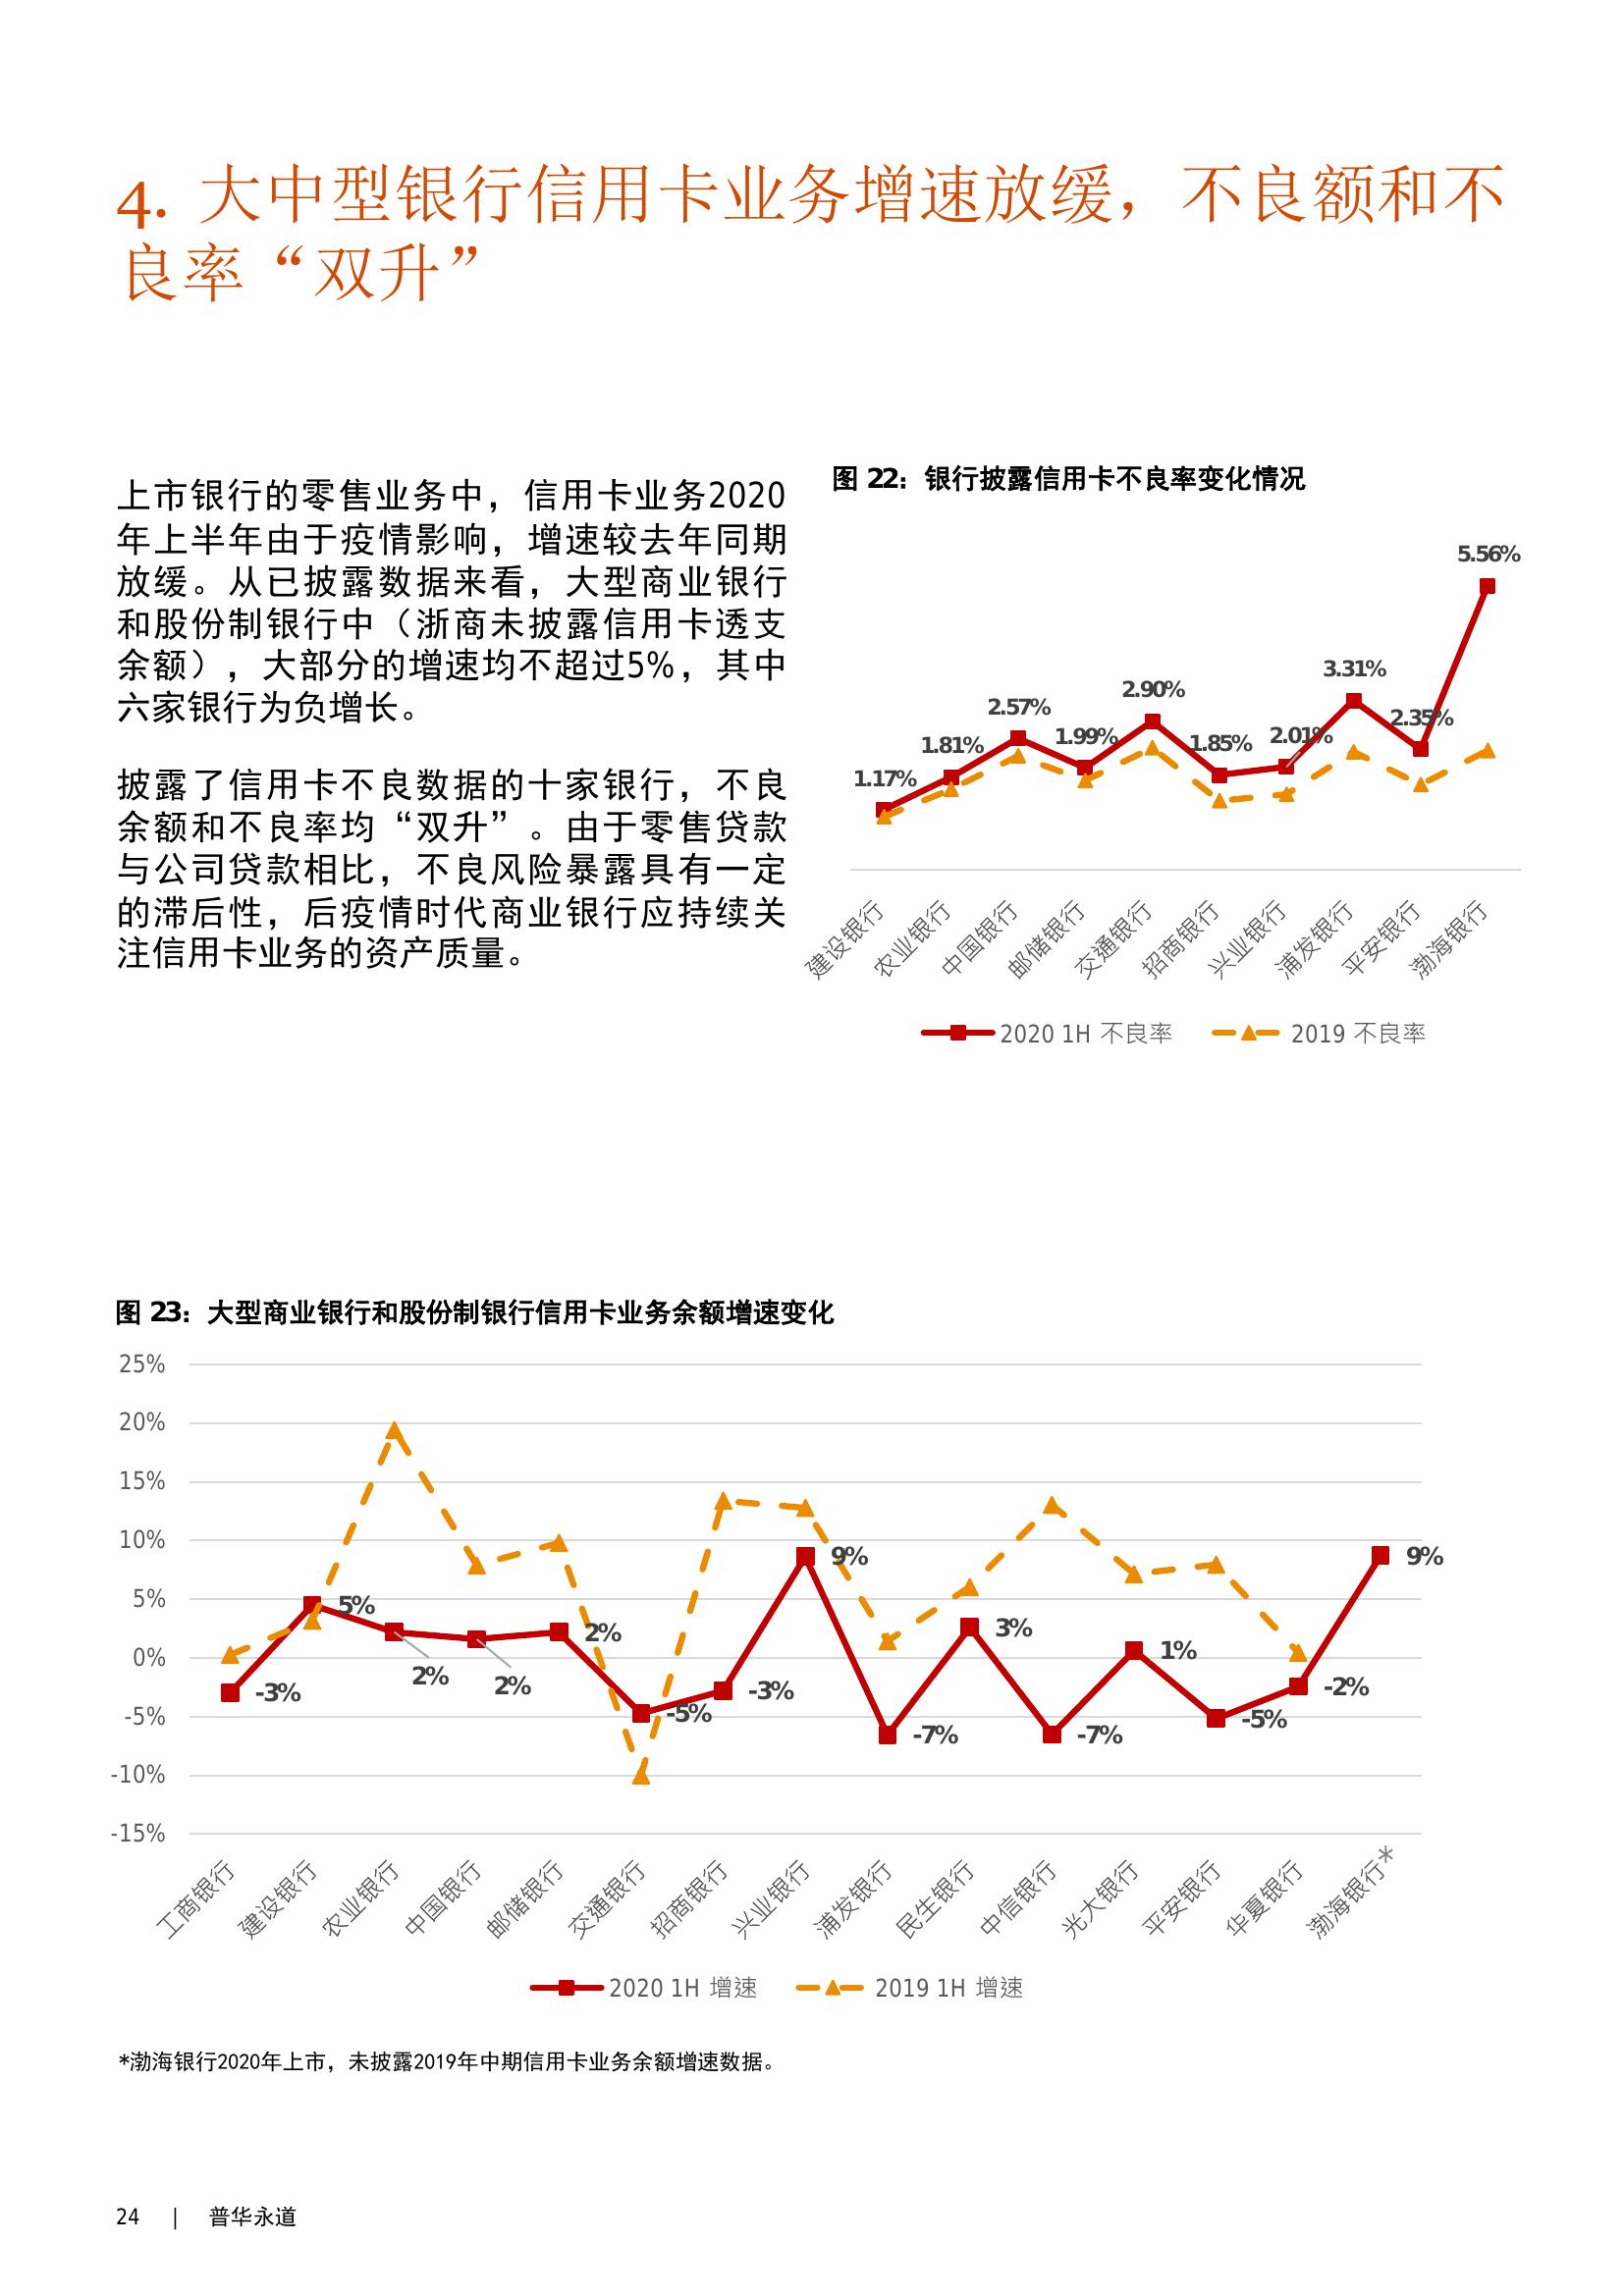 4. 大中型银行信用卡业务增速放缓，不良额和不
良率“双升”
上市银行的零售业务中，信用卡业务2020
年上半年由于疫情影响，增速较去年同期
放缓。从已披露数据来看，大型商业银行
和股份制银行中（浙商未披露信用卡透支
余额），大部分的增速均不超过5%，其中
六家银行为负增长。
披露了信用卡不良数据的十家银行，不良
余额和不良率均“双升”。由于零售贷款
与公司贷款相比，不良风险暴露具有一定
的滞后性，后疫情时代商业银行应持续关
注信用卡业务的资产质量。
图 22：银行披露信用卡不良率变化情况
1.17%
1.81%
2.57%
1.99%
2.90%
1.85%
2.01%
3.31%
2.35%
5.56%
建设银行
农业银行
中国银行
邮储银行
交通银行
招商银行
兴业银行
浦发银行
平安银行
渤海银行
2020 1H 不良率
2019 不良率
图 23：大型商业银行和股份制银行信用卡业务余额增速变化
25%
20%
15%
10%
5%
0%
-5%
-10%
-15%
-3%
5%
2%
2%
2%
-5%
-3%
9%
-7%
3%
-7%
1%
-5%
-2%
9%
工商银行
建设银行
农业银行
中国银行
邮储银行
交通银行
招商银行
兴业银行
浦发银行
民生银行
中信银行
光大银行
平安银行
华夏银行
渤海银行*
2020 1H 增速
2019 1H 增速
*渤海银行2020年上市，未披露2019年中期信用卡业务余额增速数据。
24 | 普华永道